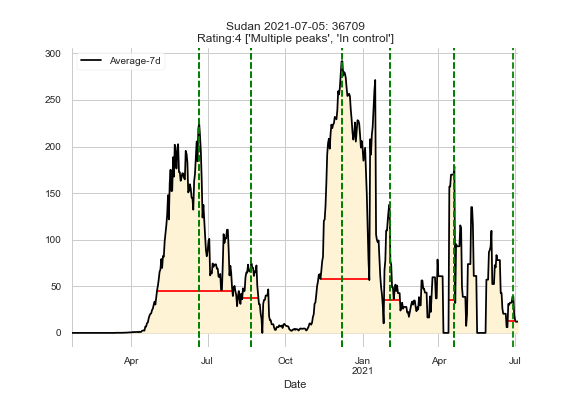 Sudan 2021-07-05: 36709
Rating:4 ['Multiple peaks', 'In control']
Average-7d
300
250
200
150
100
50
0
Apr Jul Oct Jan Apr Jul
2021
Date